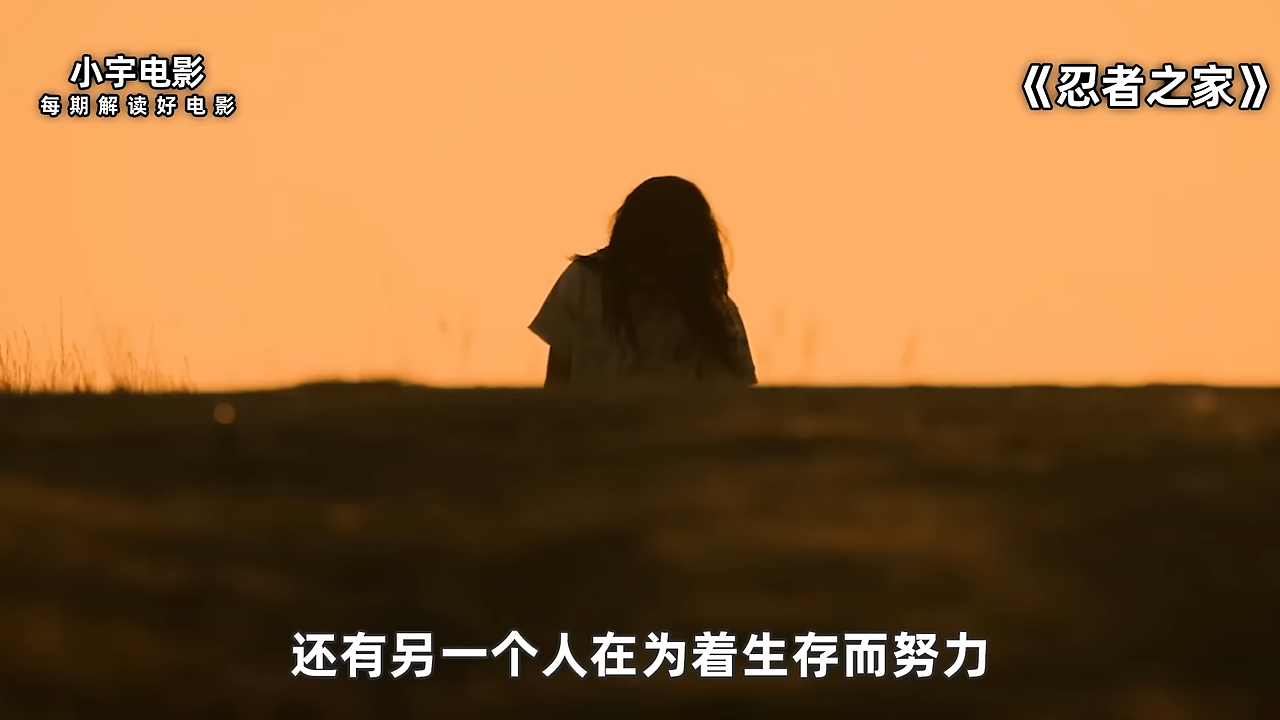 小宇电影
每期解读好电影
《忍者之家》
还有另一个人在为着生存而努力